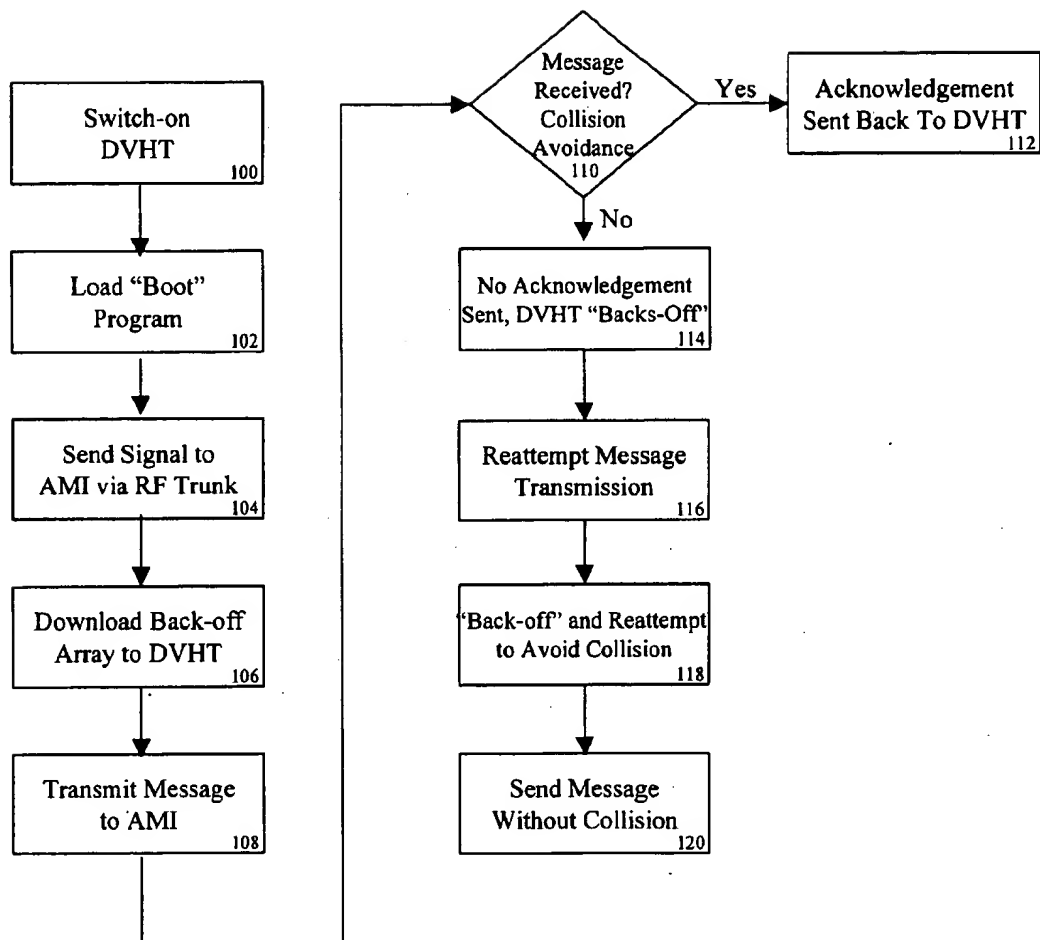 Switch-on
DVHT
100
Load “Boot”
Program
102
Send Signal to
AMI via RF Trunk
104
Download Back-off
Array to DVHT
106
Transmit Message
to AMI
108
Message
Received?
Collision
Avoidance
110
Yes
Acknowledgement
Sent Back To DVHT
112
No
No Acknowledgement
Sent, DVHT “Backs-Off”
114
Reattempt Message
Transmission
116
“Back-off” and Reattempt
to Avoid Collision
118
Send Message
Without Collision
120